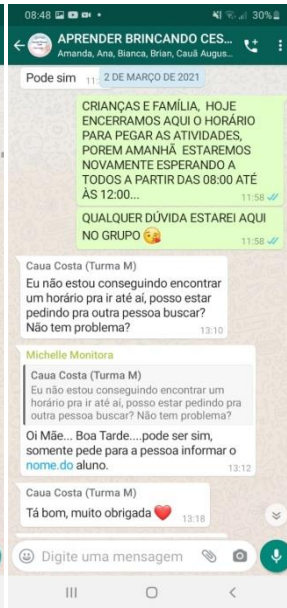 08:48
30%
APRENDER BRINCANDO CES...
Amanda, Ana, Bianca, Brian, Cauã Augus...
Pode sim 11:
2 DE MARÇO DE 2021
CRIANÇAS E FAMÍLIA, HOJE
ENCERRAMOS AQUI O HORÁRIO
PARA PEGAR AS ATIVIDADES,
POREM AMANHÃ ESTAREMOS
NOVAMENTE ESPERANDO A
TODOS A PARTIR DAS 08:00 ATÉ
ÀS 12:00...
11:58
QUALQUER DÚVIDA ESTAREI AQUI
NO GRUPO 😘
11:58
Caua Costa (Turma M)
Eu não estou conseguindo encontrar
um horário pra ir até aí, posso estar
pedindo pra outra pessoa buscar?
Não tem problema?
13:10
Michelle Monitora
Caua Costa (Turma M)
Eu não estou conseguindo encontrar um
horário pra ir até aí, posso estar pedindo pra
outra pessoa buscar? Não tem problema?
Oi Mãe... Boa Tarde....pode ser sim,
somente pede para a pessoa informar o
nome.do aluno.
13:12
Caua Costa (Turma M)
Tá bom, muito obrigada ❤️
13:18
Digite uma mensagem